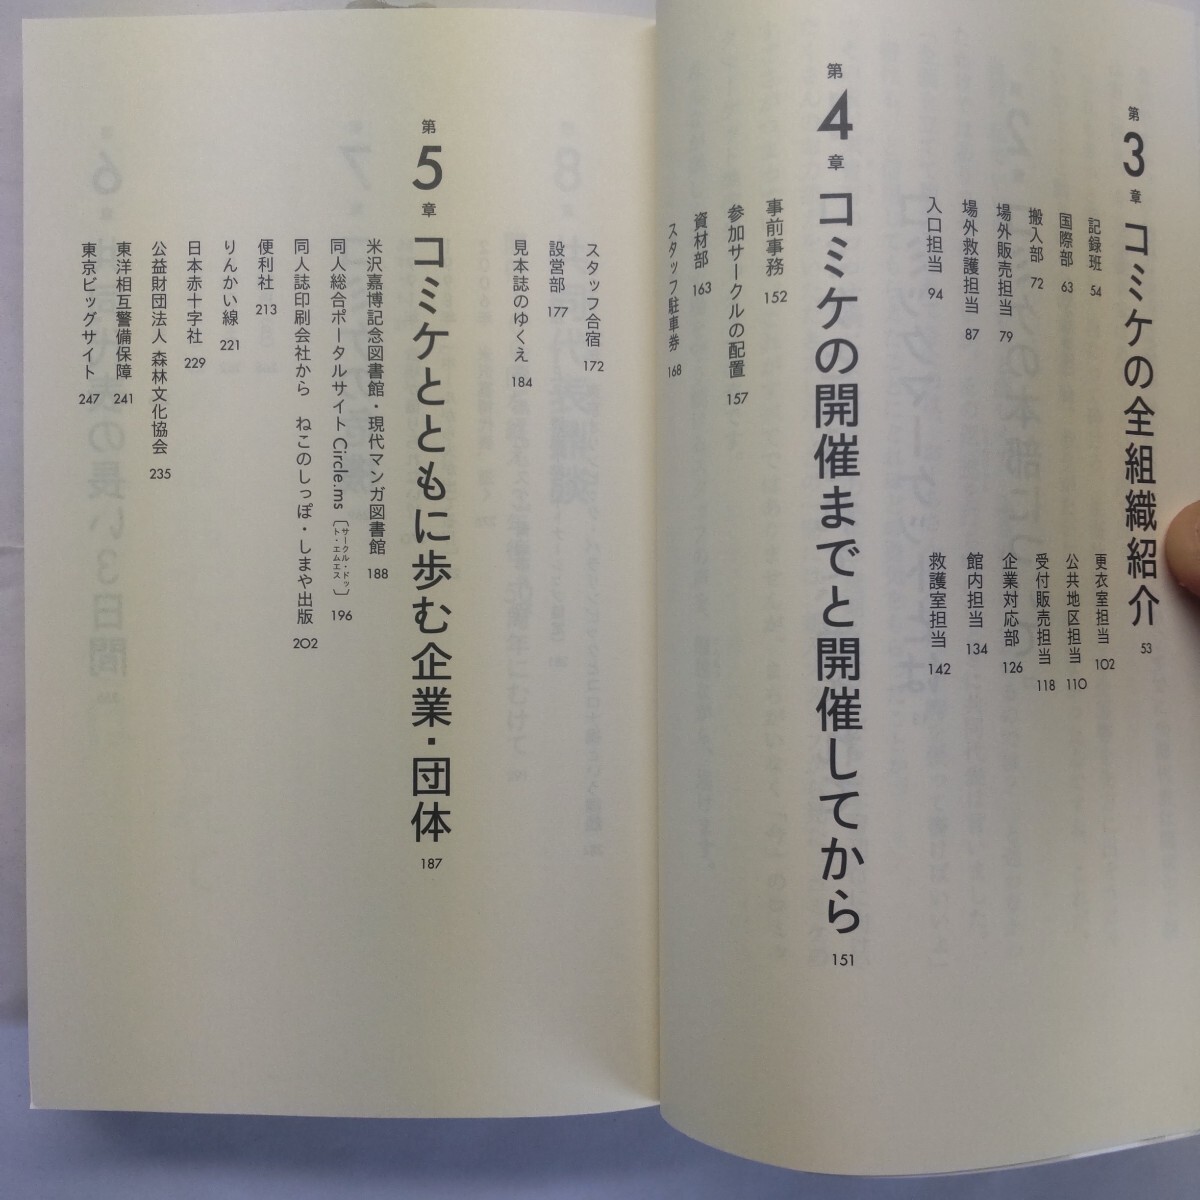 第3章 コミケの全組織紹介 53
記録班 54
国際部 63
搬入部 72
場外販売担当 79
場外救護担当 87
入口担当 94
更衣室担当 102
公共地区担当 110
受付販売担当 118
企業対応部 126
館内担当 134
救護室担当 142
第4章 コミケの開催までと開催してから 151
事前事務 152
参加サークルの配置 157
資材部 163
スタッフ駐車券 168
スタッフ合宿 172
設営部 177
見本誌のゆくえ 184
第5章 コミケとともに歩む企業・団体 187
米沢嘉博記念図書館・現代マンガ図書館 188
同人総合ポータルサイト Circle.ms〔サークル・ドット・エムエス〕 196
同人誌印刷会社から ねこのしっぽ・しまや出版 202
便利社 213
りんかい線 221
日本赤十字社 229
公益財団法人 森林文化協会 235
東洋相互警備保障 241
東京ビッグサイト 247